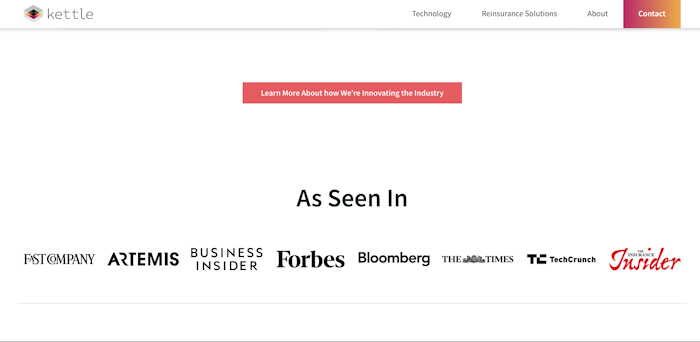 kettle
Technology
Reinsurance Solutions
About
Contact
Learn More About how We're Innovating the Industry
As Seen In
FAST COMPANY
ARTEMIS
BUSINESS
INSIDER
Forbes
Bloomberg
THE TIMES
TC TechCrunch
THE
INSURANCE
Insider